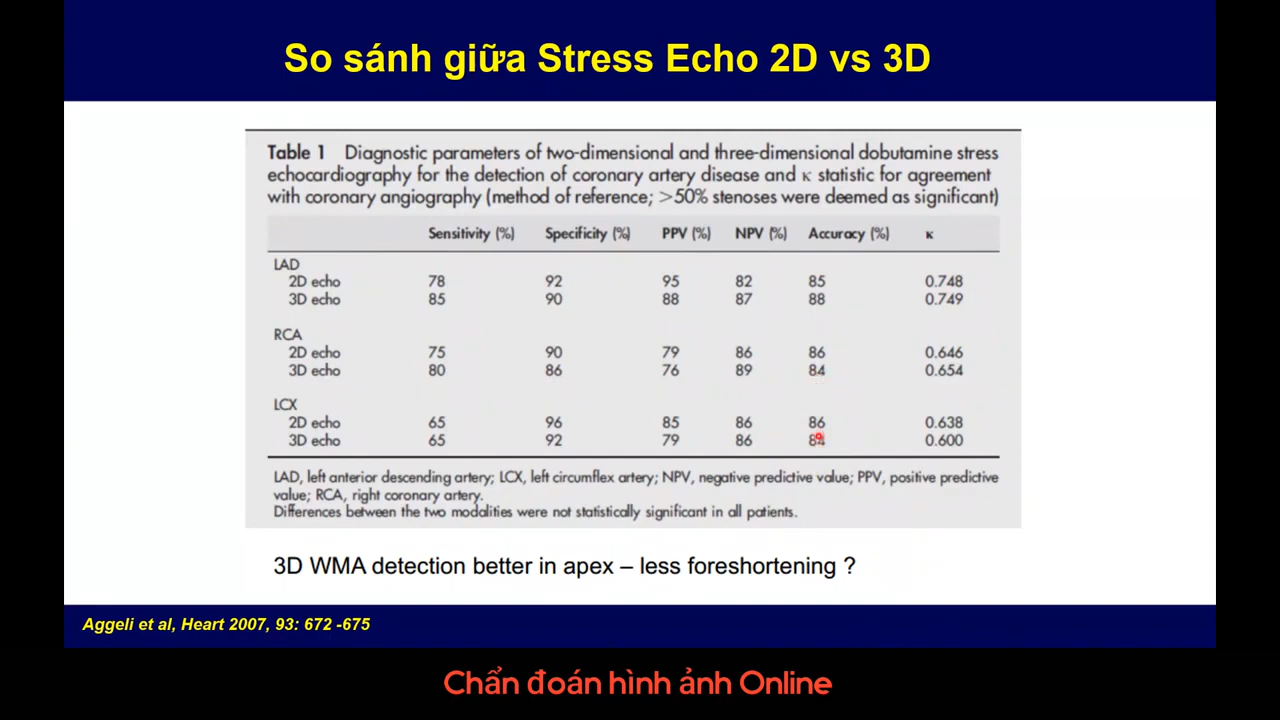 So sánh giữa Stress Echo 2D vs 3D
Table 1 Diagnostic parameters of two-dimensional and three-dimensional dobutamine stress
echocardiography for the detection of coronary artery disease and κ statistic for agreement
with coronary angiography (method of reference; >50% stenoses were deemed as significant)
Sensitivity (%) Specificity (%) PPV (%) NPV (%) Accuracy (%) κ
LAD
2D echo 78 92 95 82 85 0.748
3D echo 85 90 88 87 88 0.749
RCA
2D echo 75 90 79 86 86 0.646
3D echo 80 86 76 89 84 0.654
LCX
2D echo 65 96 85 86 86 0.638
3D echo 65 92 79 86 84 0.600
LAD, left anterior descending artery; LCX, left circumflex artery; NPV, negative predictive value; PPV, positive predictive
value; RCA, right coronary artery.
Differences between the two modalities were not statistically significant in all patients.
3D WMA detection better in apex – less foreshortening ?
Aggeli et al, Heart 2007, 93: 672 -675
Chẩn đoán hình ảnh Online